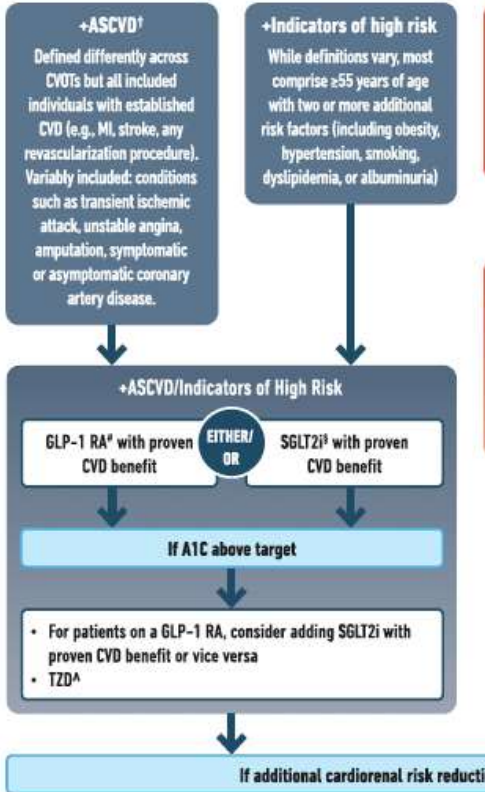 +ASCVD†
Defined differently across
CVOTs but all included
individuals with established
CVD (e.g., MI, stroke, any
revascularization procedure).
Variably included: conditions
such as transient ischemic
attack, unstable angina,
amputation, symptomatic
or asymptomatic coronary
artery disease.
+Indicators of high risk
While definitions vary, most
comprise ≥55 years of age
with two or more additional
risk factors (including obesity,
hypertension, smoking,
dyslipidemia, or albuminuria)
+ASCVD/Indicators of High Risk
GLP-1 RA# with proven
CVD benefit
EITHER/
OR
SGLT2i§ with proven
CVD benefit
If A1C above target
• For patients on a GLP-1 RA, consider adding SGLT2i with
proven CVD benefit or vice versa
• TZD^
If additional cardiorenal risk reducti